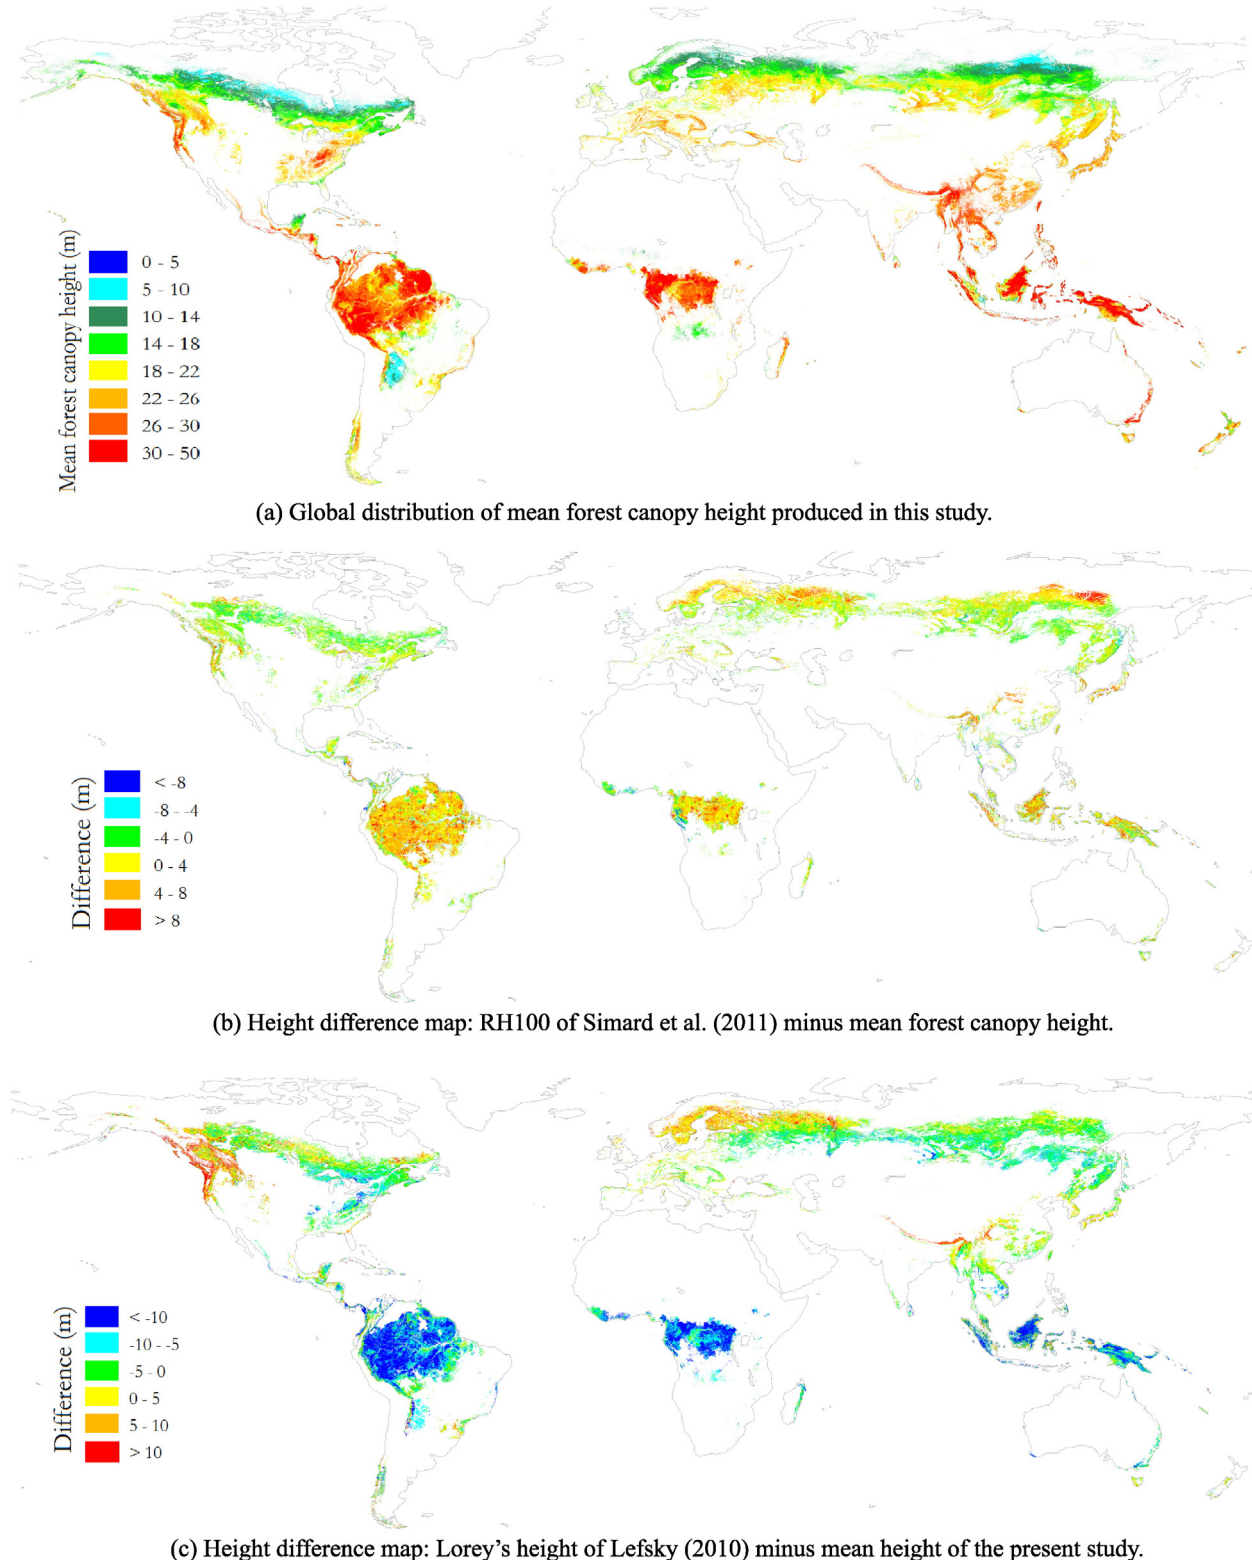 Mean forest canopy height (m)
0 - 5
5 - 10
10 - 14
14 - 18
18 - 22
22 - 26
26 - 30
30 - 50
(a) Global distribution of mean forest canopy height produced in this study.
Difference (m)
< -8
-8 - -4
-4 - 0
0 - 4
4 - 8
> 8
(b) Height difference map: RH100 of Simard et al. (2011) minus mean forest canopy height.
Difference (m)
< -10
-10 - -5
-5 - 0
0 - 5
5 - 10
> 10
(c) Height difference map: Lorey’s height of Lefsky (2010) minus mean height of the present study.